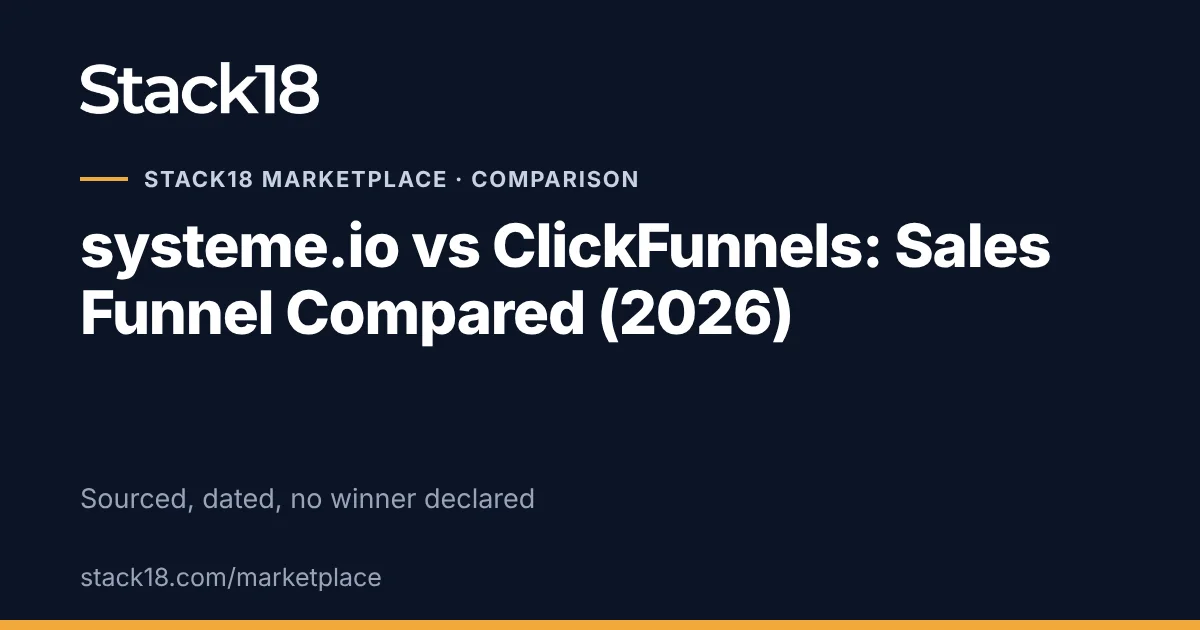 Stack18
STACK18 MARKETPLACE · COMPARISON
systeme.io vs ClickFunnels: Sales
Funnel Compared (2026)
Sourced, dated, no winner declared
stack18.com/marketplace